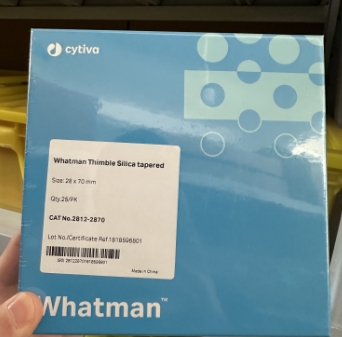 cytiva
Whatman Thimble Silica tapered
Size: 28 x 70 mm
Qty.25/PK
CAT No.2812-2870
Lot No./Certificate Ref.1818698801
Made in China
Whatman™